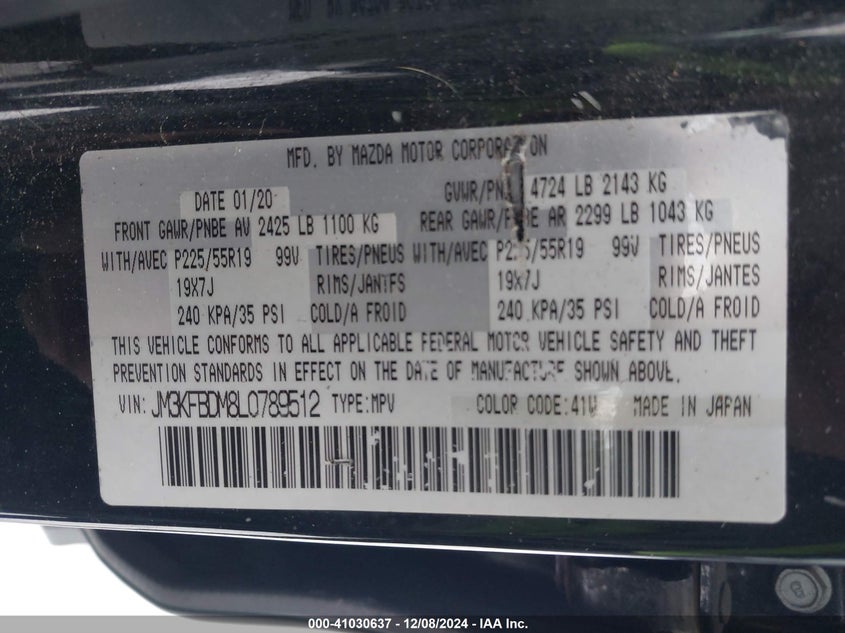 MFD. BY MAZDA MOTOR CORPORATION
DATE 01/20 GVWR/PNBV 4724 LB 2143 KG
FRONT GAWR/PNBE AV 2425 LB 1100 KG REAR GAWR/PNBE AR 2299 LB 1043 KG
WITH/AVEC P225/55R19 99V TIRES/PNEUS WITH/AVEC P225/55R19 99V TIRES/PNEUS
19X7J RIMS/JANTES 19X7J RIMS/JANTES
240 KPA/35 PSI COLD/A FROID 240 KPA/35 PSI COLD/A FROID
THIS VEHICLE CONFORMS TO ALL APPLICABLE FEDERAL MOTOR VEHICLE SAFETY AND THEFT
PREVENTION STANDARDS IN EFFECT ON THE DATE OF MANUFACTURE SHOWN ABOVE.
VIN: JM3KFBDM8L0789512 TYPE:MPV COLOR CODE:41W MADE IN JAPAN
000-41030637 - 12/08/2024 - IAA Inc.